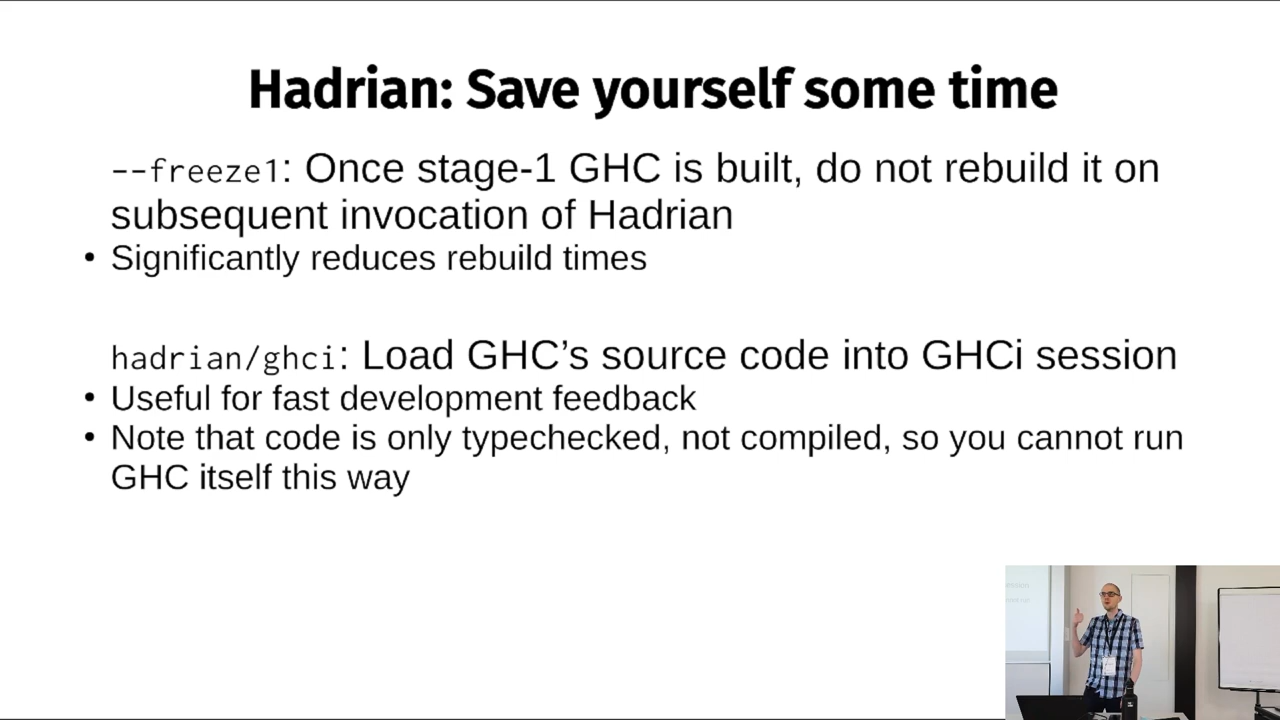 Hadrian: Save yourself some time
--freeze1: Once stage-1 GHC is built, do not rebuild it on
subsequent invocation of Hadrian
• Significantly reduces rebuild times
hadrian/ghci: Load GHC’s source code into GHCi session
• Useful for fast development feedback
• Note that code is only typechecked, not compiled, so you cannot run
GHC itself this way